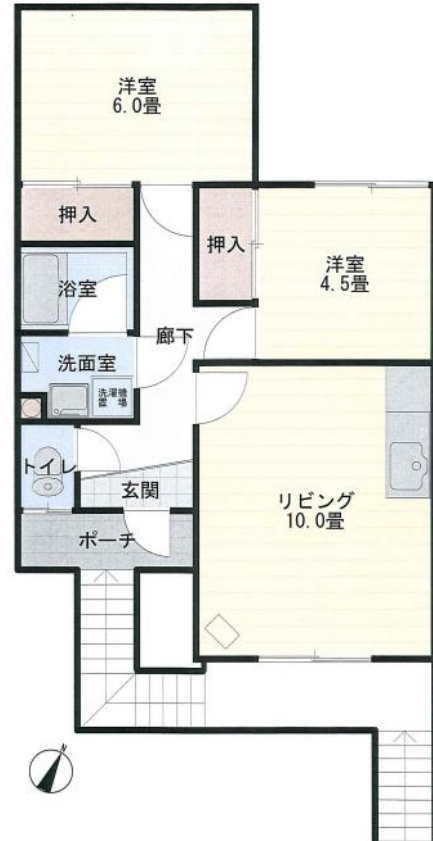 洋室
6.0畳
押入
押入
洋室
4.5畳
浴室
廊下
洗面室
洗濯機
置場
トイレ
玄関
リビング
10.0畳
ポーチ
N